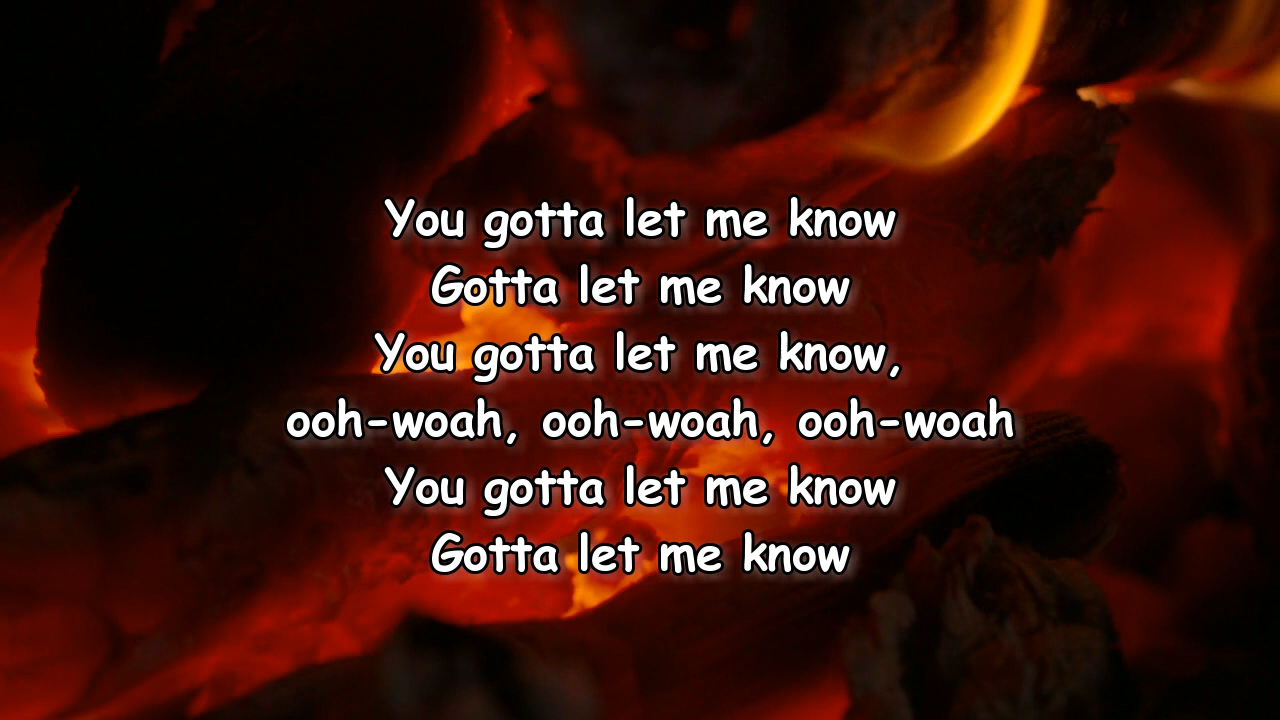 You gotta let me know
Gotta let me know
You gotta let me know,
ooh-woah, ooh-woah, ooh-woah
You gotta let me know
Gotta let me know